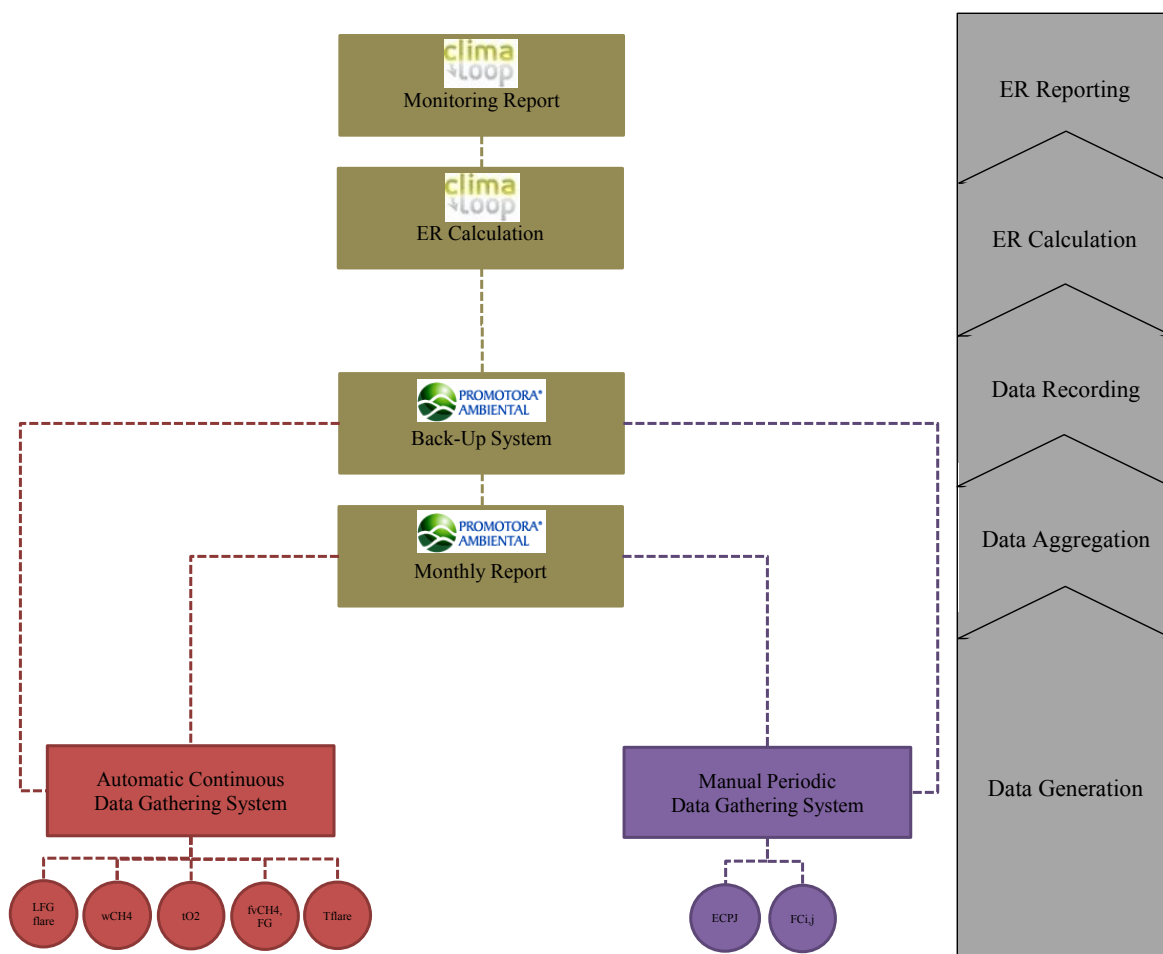 clima
Loop
Monitoring Report
clima
Loop
ER Calculation
PROMOTORA*
AMBIENTAL
Back-Up System
PROMOTORA*
AMBIENTAL
Monthly Report
Automatic Continuous
Data Gathering System
Manual Periodic
Data Gathering System
LFG
flare
wCH4
tO2
fvCH4,
FG
Tflare
ECPJ
FCi,j
ER Reporting
ER Calculation
Data Recording
Data Aggregation
Data Generation